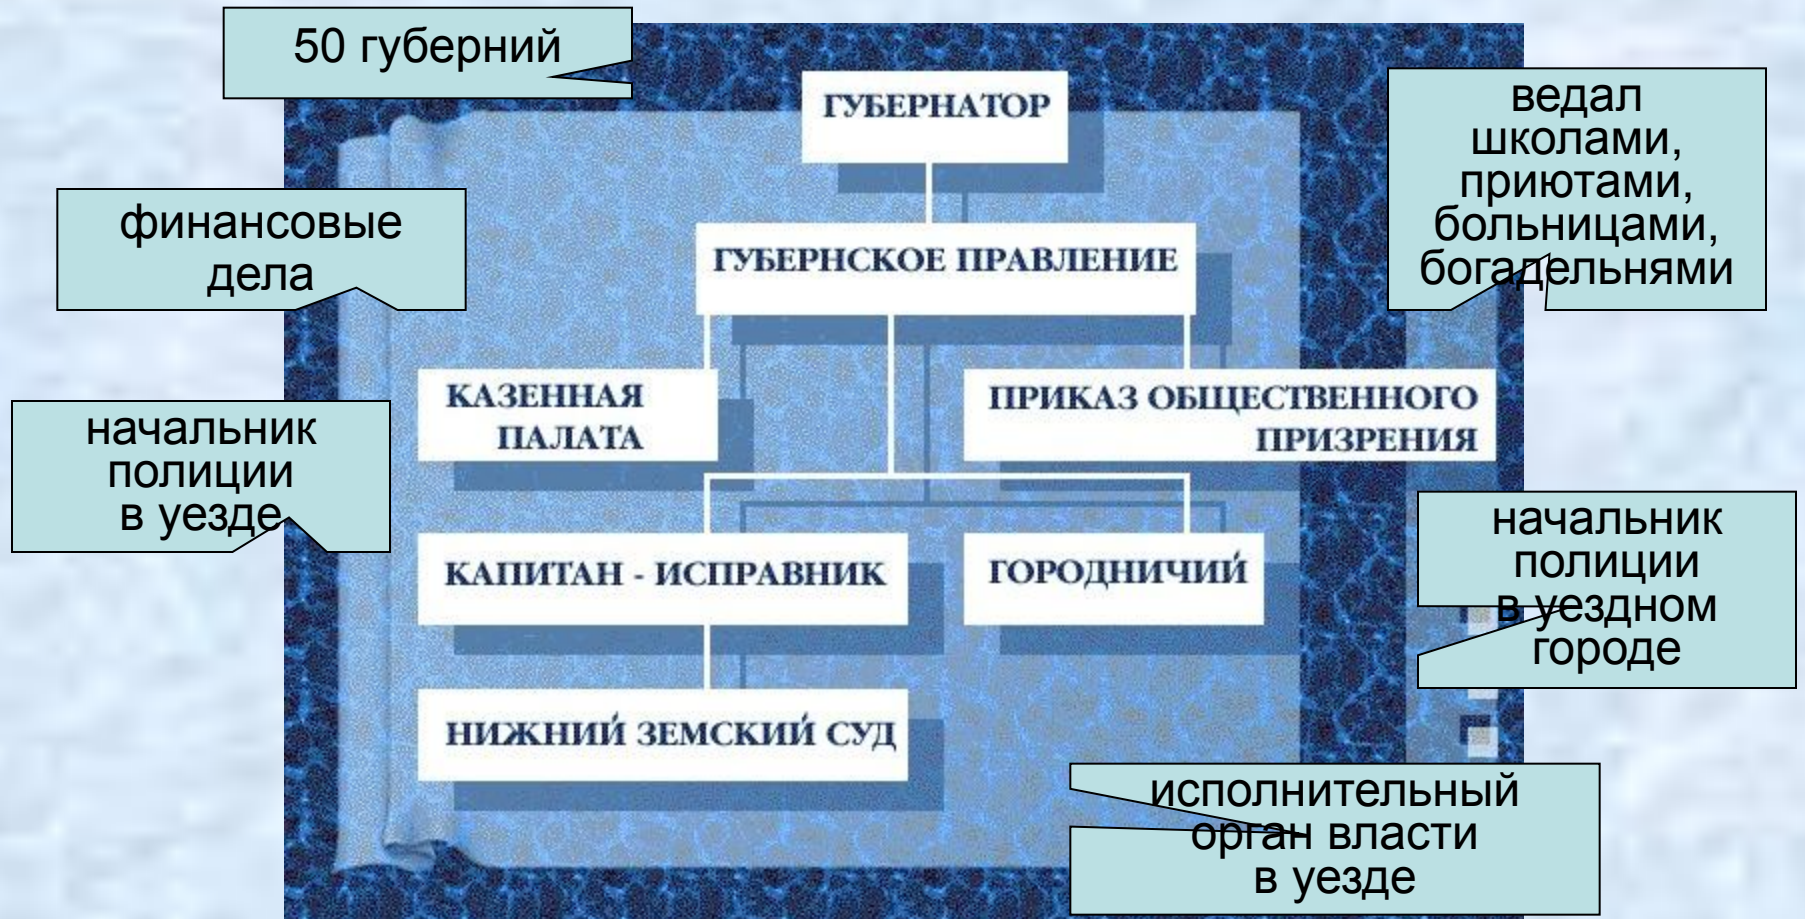 50 губерний
ГУБЕРНАТОР
ведал
школами,
приютами,
больницами,
богадельнями
финансовые
дела
ГУБЕРНСКОЕ ПРАВЛЕНИЕ
КАЗЕННАЯ
ПАЛАТА
ПРИКАЗ ОБЩЕСТВЕННОГО
ПРИЗРЕНИЯ
начальник
полиции
в уезде
КАПИТАН - ИСПРАВНИК
ГОРОДНИЧИЙ
начальник
полиции
в уездном
городе
НИЖНИЙ ЗЕМСКИЙ СУД
исполнительный
орган власти
в уезде